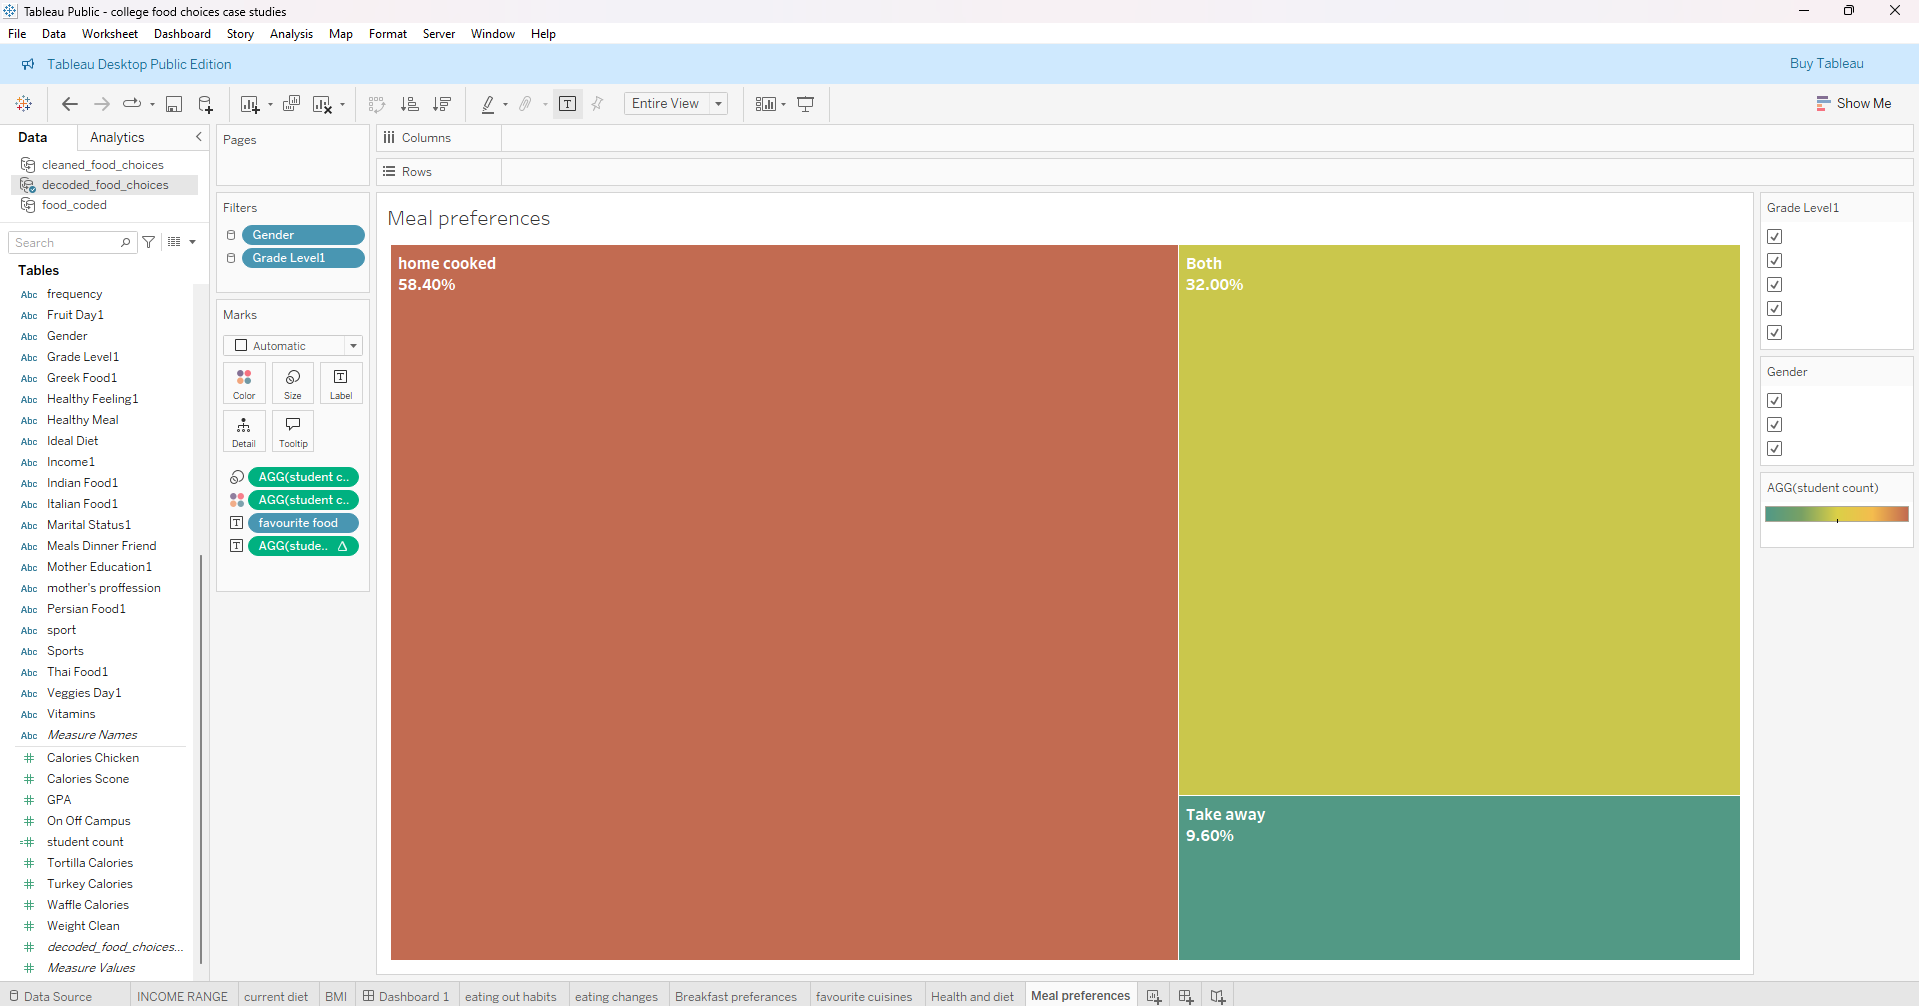 Tableau Public - college food choices case studies
File Data Worksheet Dashboard Story Analysis Map Format Server Window Help
Tableau Desktop Public Edition
Buy Tableau
Entire View
Show Me
Data Analytics
cleaned_food_choices
decoded_food_choices
food_coded
Search
Tables
Abc frequency
Abc Fruit Day1
Abc Gender
Abc Grade Level1
Abc Greek Food1
Abc Healthy Feeling1
Abc Healthy Meal
Abc Ideal Diet
Abc Income1
Abc Indian Food1
Abc Italian Food1
Abc Marital Status1
Abc Meals Dinner Friend
Abc Mother Education1
Abc mother's proffession
Abc Persian Food1
Abc sport
Abc Sports
Abc Thai Food1
Abc Veggies Day1
Abc Vitamins
Abc Measure Names
# Calories Chicken
# Calories Scone
# GPA
# On Off Campus
=# student count
# Tortilla Calories
# Turkey Calories
# Waffle Calories
# Weight Clean
# decoded_food_choices...
# Measure Values
Pages
Filters
Gender
Grade Level1
Marks
Automatic
Color Size Label
Detail Tooltip
AGG(student c..
AGG(student c..
favourite food
AGG(stude.. Δ
Columns
Rows
Meal preferences
home cooked
58.40%
Both
32.00%
Take away
9.60%
Grade Level1
Gender
AGG(student count)
Data Source INCOME RANGE current diet BMI Dashboard 1 eating out habits eating changes Breakfast preferances favourite cuisines Health and diet Meal preferences